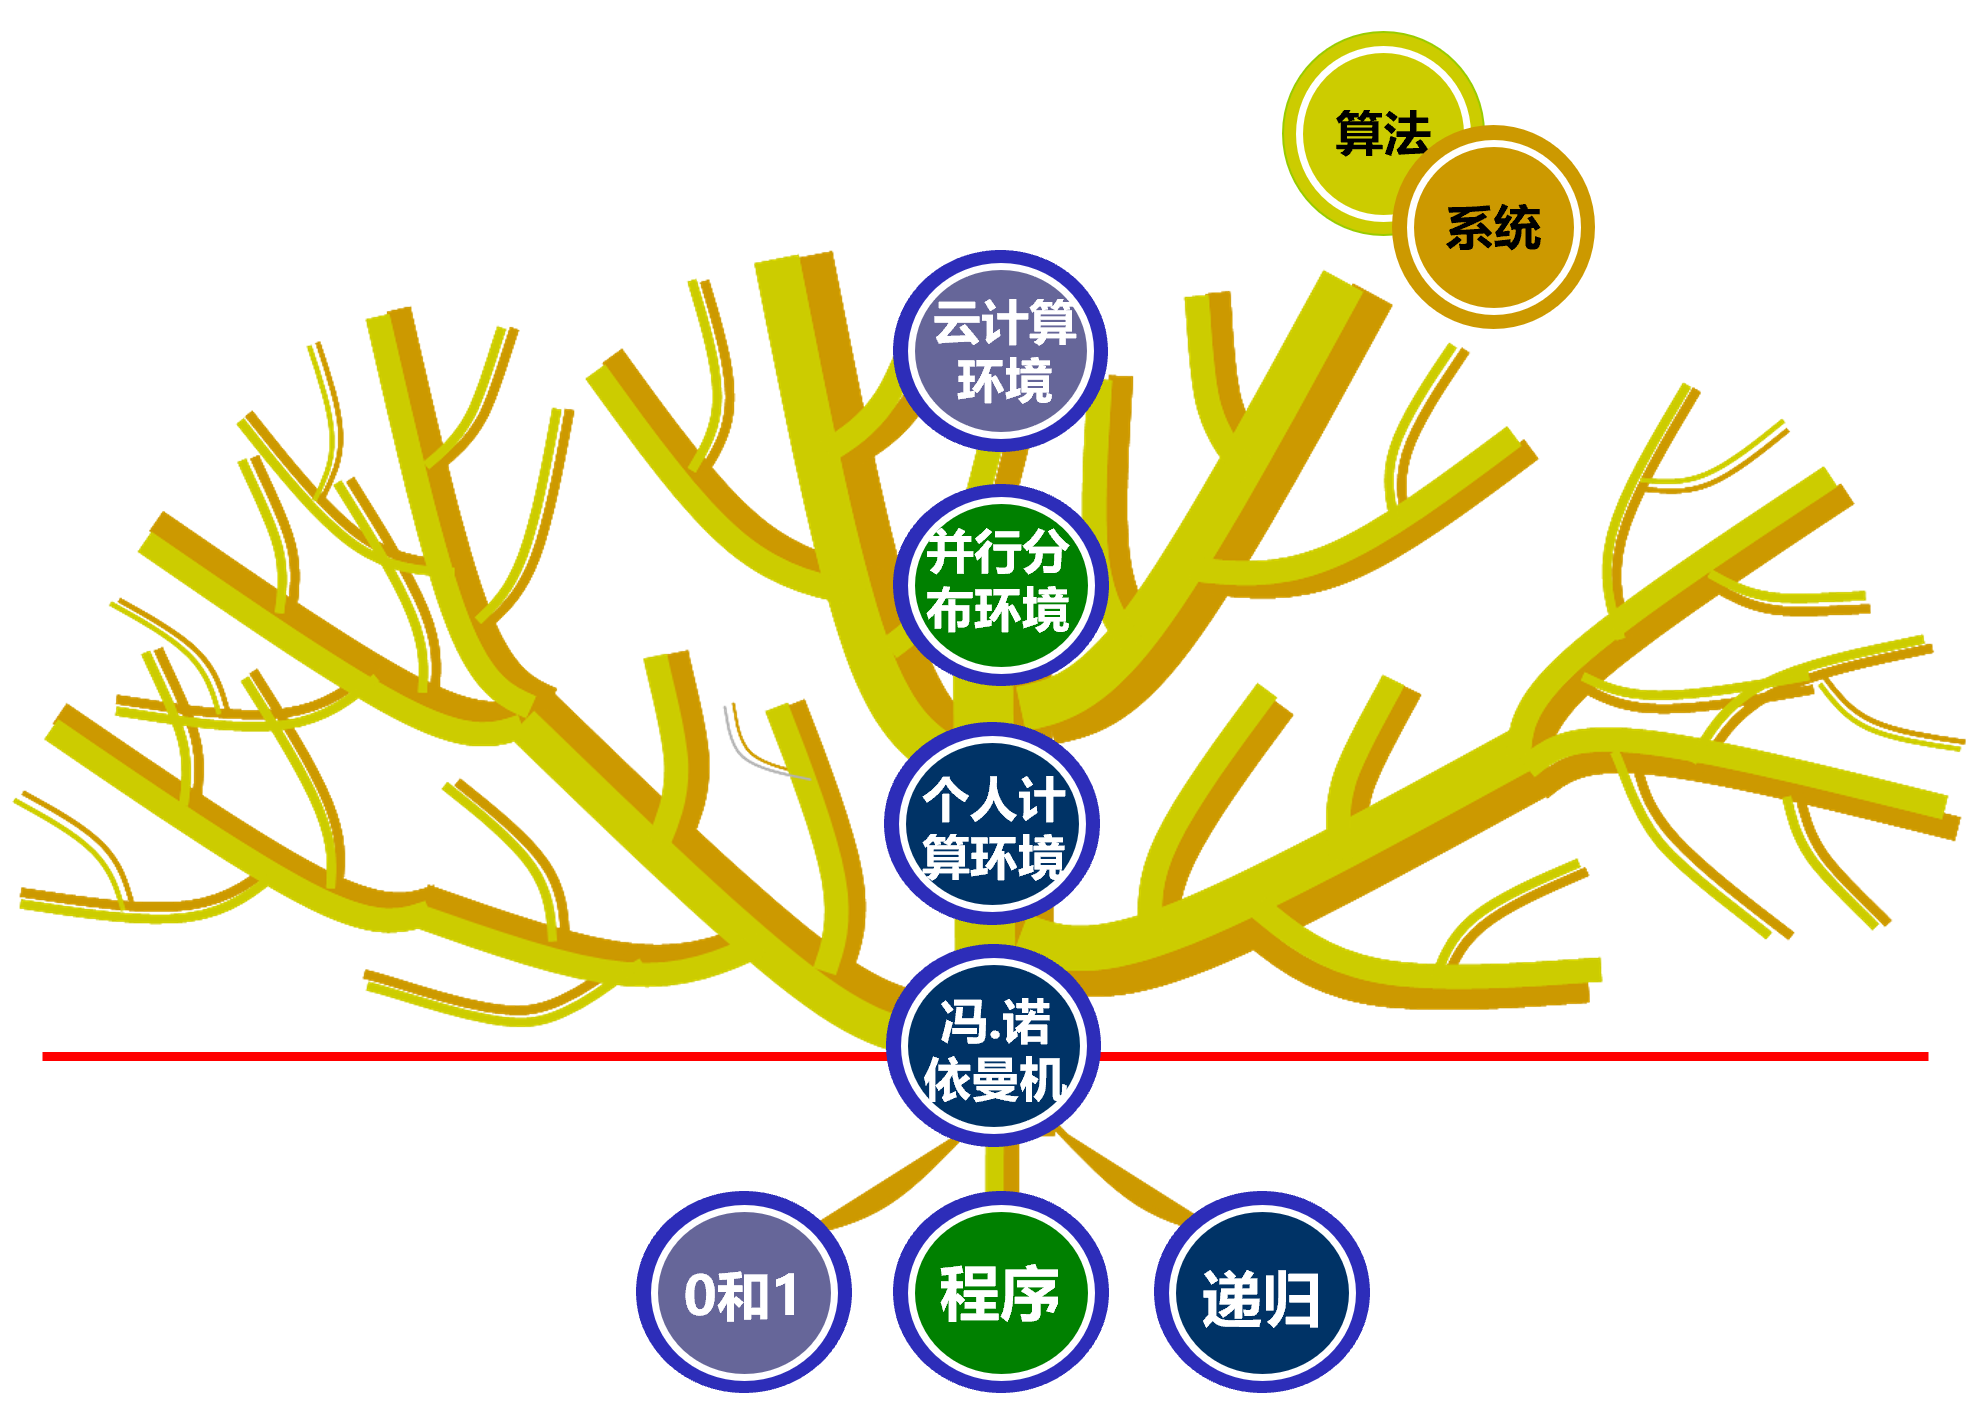 算法
系统
云计算
环境
并行分
布环境
个人计
算环境
冯.诺
依曼机
0和1
程序
递归